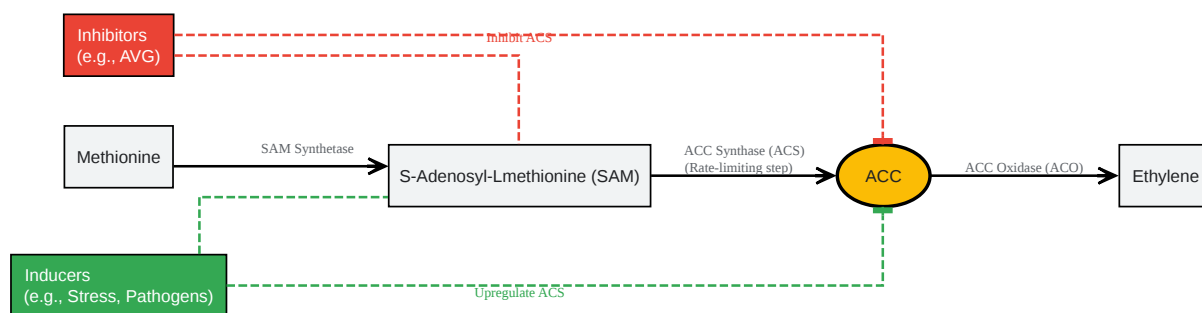 Inhibitors
(e.g., AVG)
Inhibit ACS
Methionine
SAM Synthetase
S-Adenosyl-Lmethionine (SAM)
ACC Synthase (ACS)
(Rate-limiting step)
ACC
ACC Oxidase (ACO)
Ethylene
Inducers
(e.g., Stress, Pathogens)
Upregulate ACS